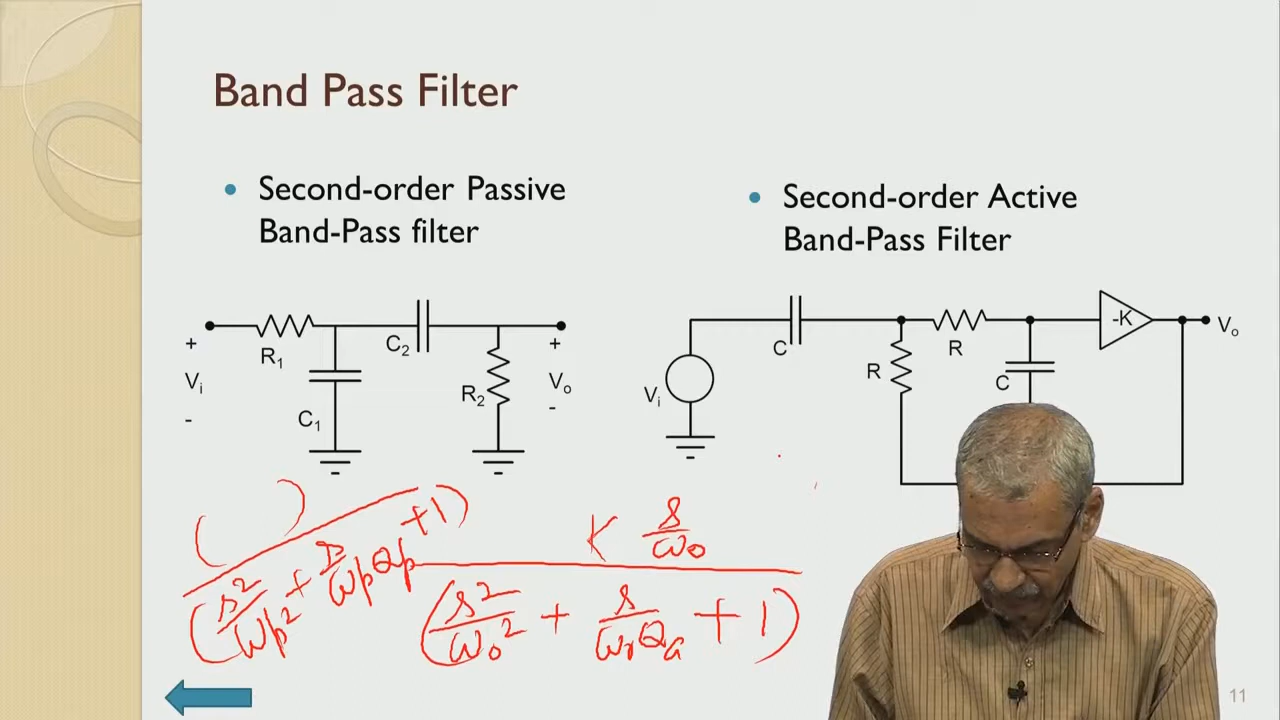 Band Pass Filter
• Second-order Passive
Band-Pass filter
• Second-order Active
Band-Pass Filter
+
Vi
-
R1
C1
C2
R2
+
Vo
-
Vi
C
R
R
C
-K
Vo
( )
(s²/ωp² + s/ωpQp + 1)
K s/ω0
(s²/ω0² + s/ω0Qa + 1)
11